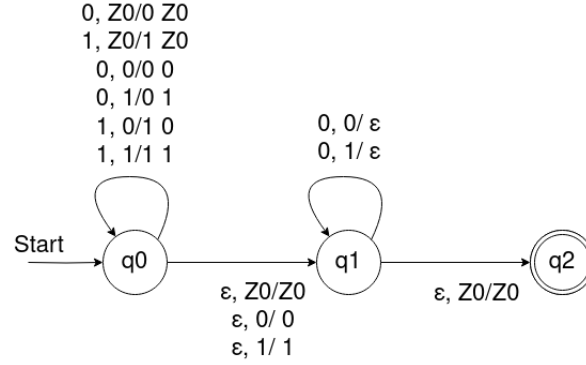 0, Z0/0 Z0
1, Z0/1 Z0
0, 0/0 0
0, 1/0 1
1, 0/1 0
1, 1/1 1
0, 0/ ε
0, 1/ ε
Start
q0
q1
q2
ε, Z0/Z0
ε, 0/ 0
ε, 1/ 1
ε, Z0/Z0